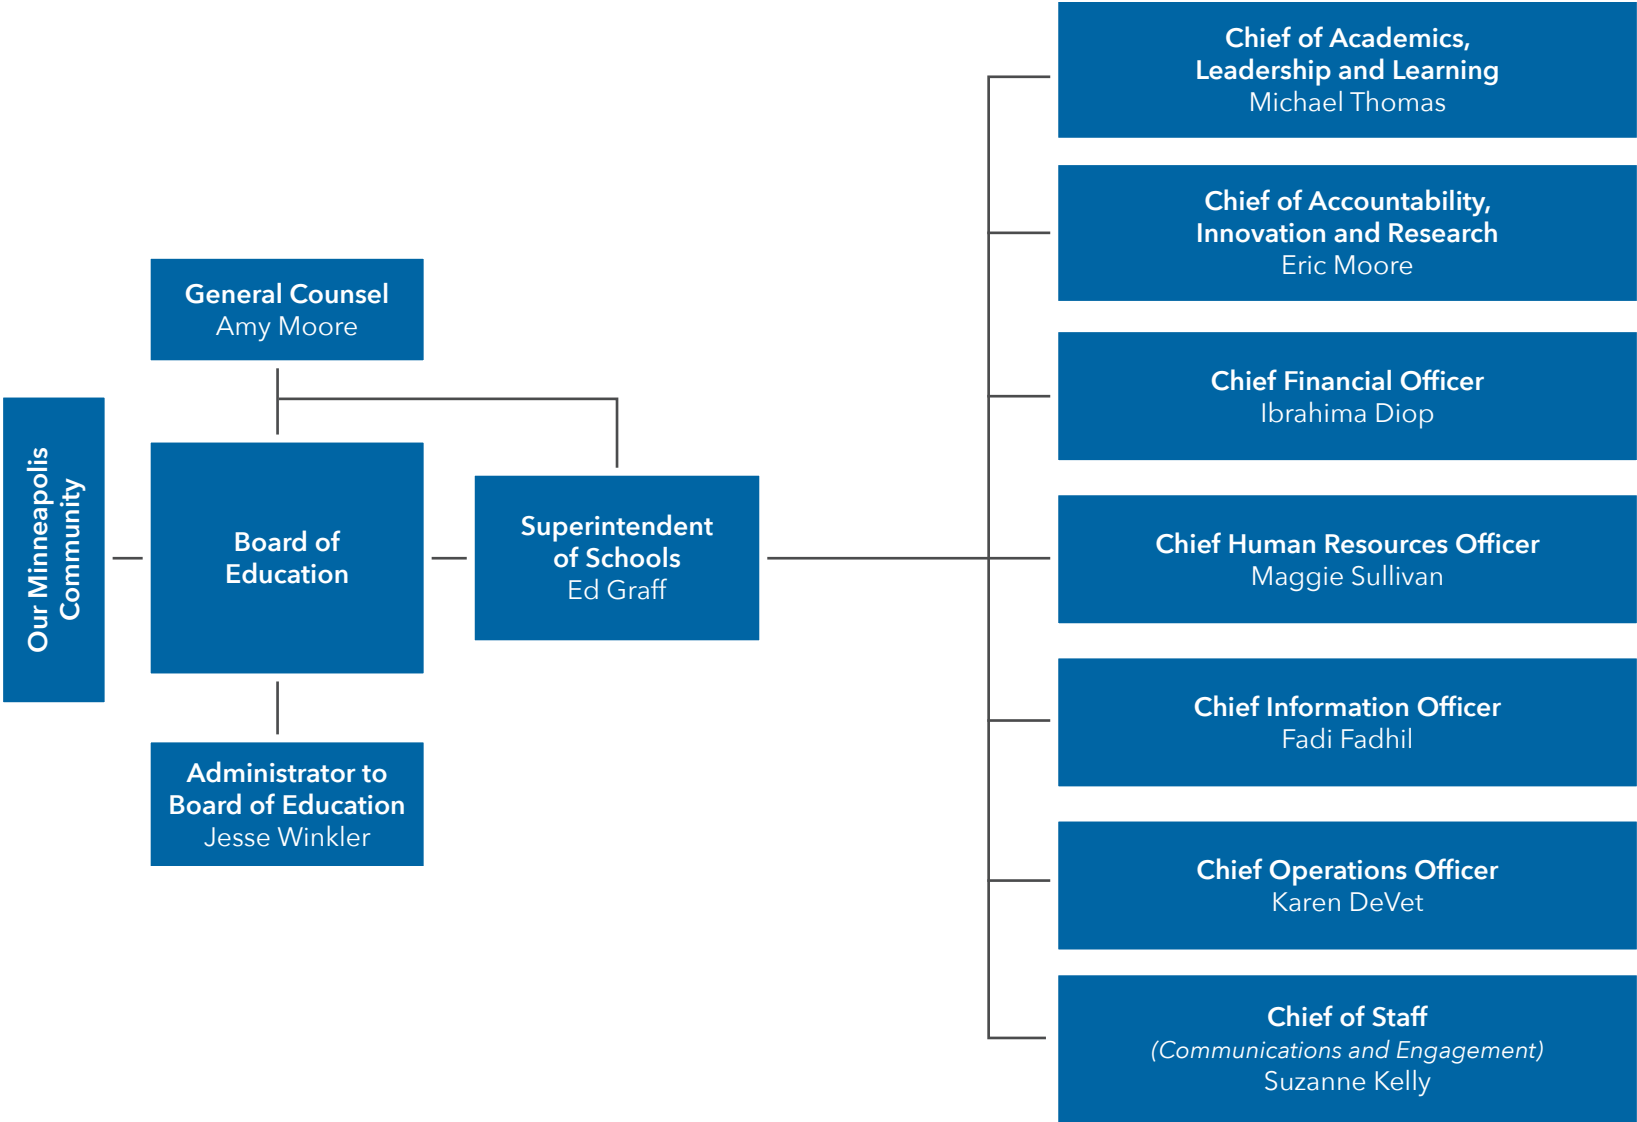 Our Minneapolis
Community
General Counsel
Amy Moore
Board of
Education
Administrator to
Board of Education
Jesse Winkler
Superintendent
of Schools
Ed Graff
Chief of Academics,
Leadership and Learning
Michael Thomas
Chief of Accountability,
Innovation and Research
Eric Moore
Chief Financial Officer
Ibrahima Diop
Chief Human Resources Officer
Maggie Sullivan
Chief Information Officer
Fadi Fadhil
Chief Operations Officer
Karen DeVet
Chief of Staff
(Communications and Engagement)
Suzanne Kelly